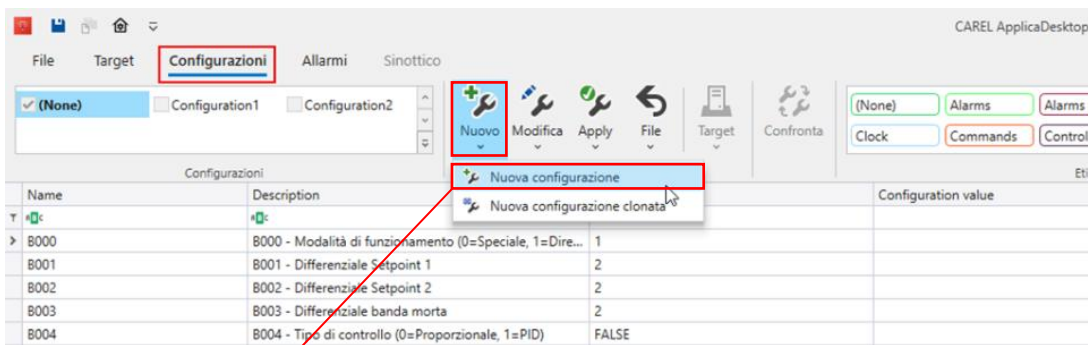 CAREL ApplicaDesktop
File Target Configurazioni Allarmi Sinottico
(None) Configuration1 Configuration2
Nuovo Modifica Apply File Target Confronta
(None) Alarms Alarms
Clock Commands Control
Configurazioni
Eti
Nuova configurazione
Nuova configurazione clonata
Name Description Configuration value
B000 B000 - Modalità di funzionamento (0=Speciale, 1=Dire... 1
B001 B001 - Differenziale Setpoint 1 2
B002 B002 - Differenziale Setpoint 2 2
B003 B003 - Differenziale banda morta 2
B004 B004 - Tipo di controllo (0=Proporzionale, 1=PID) FALSE